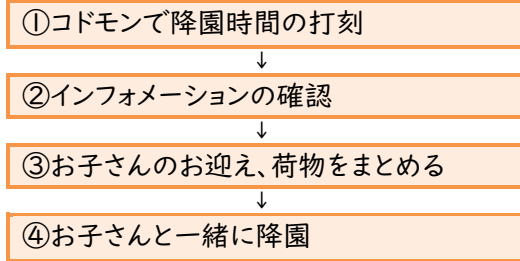 ①コドモンで降園時間の打刻
↓
②インフォメーションの確認
↓
③お子さんのお迎え、荷物をまとめる
↓
④お子さんと一緒に降園